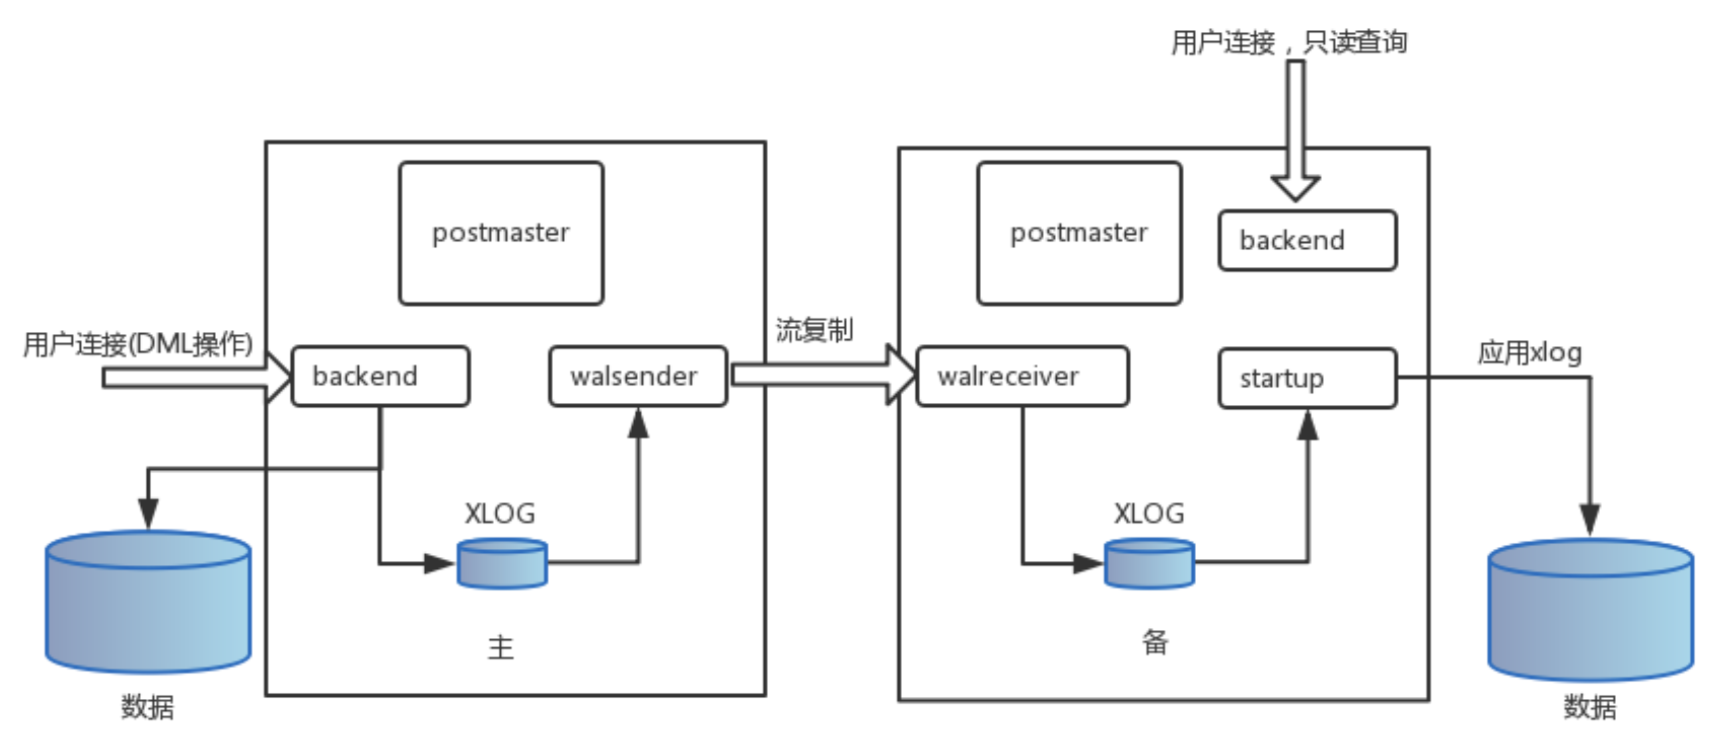 用户连接，只读查询
postmaster
postmaster
backend
用户连接(DML操作)
流复制
应用xlog
backend
walsender
walreceiver
startup
XLOG
XLOG
主
备
数据
数据